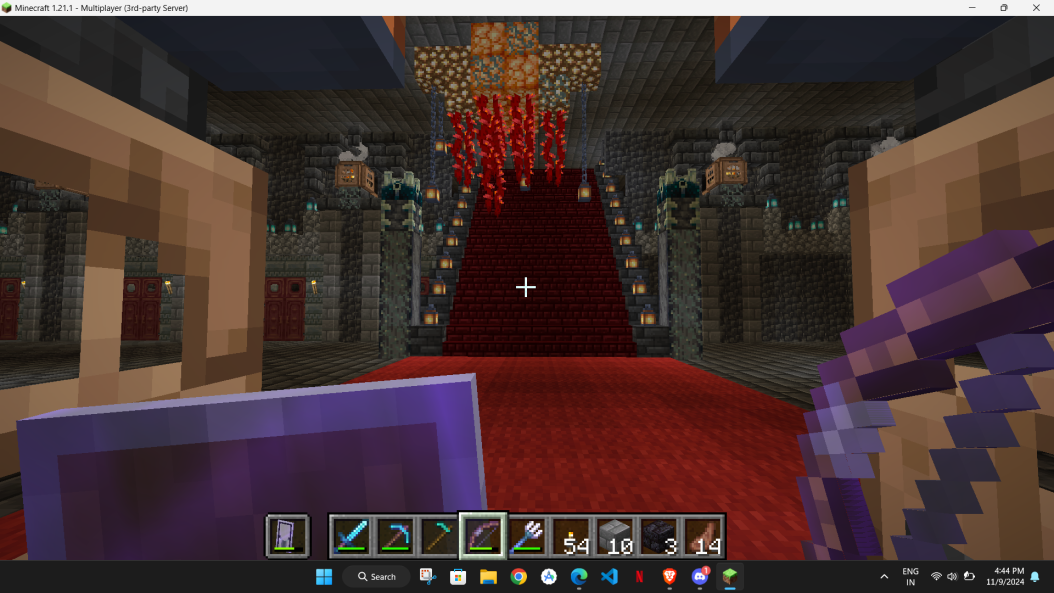 Minecraft 1.21.1 - Multiplayer (3rd-party Server)
54
10
3
14
Search
1
ENG
IN
4:44 PM
11/9/2024